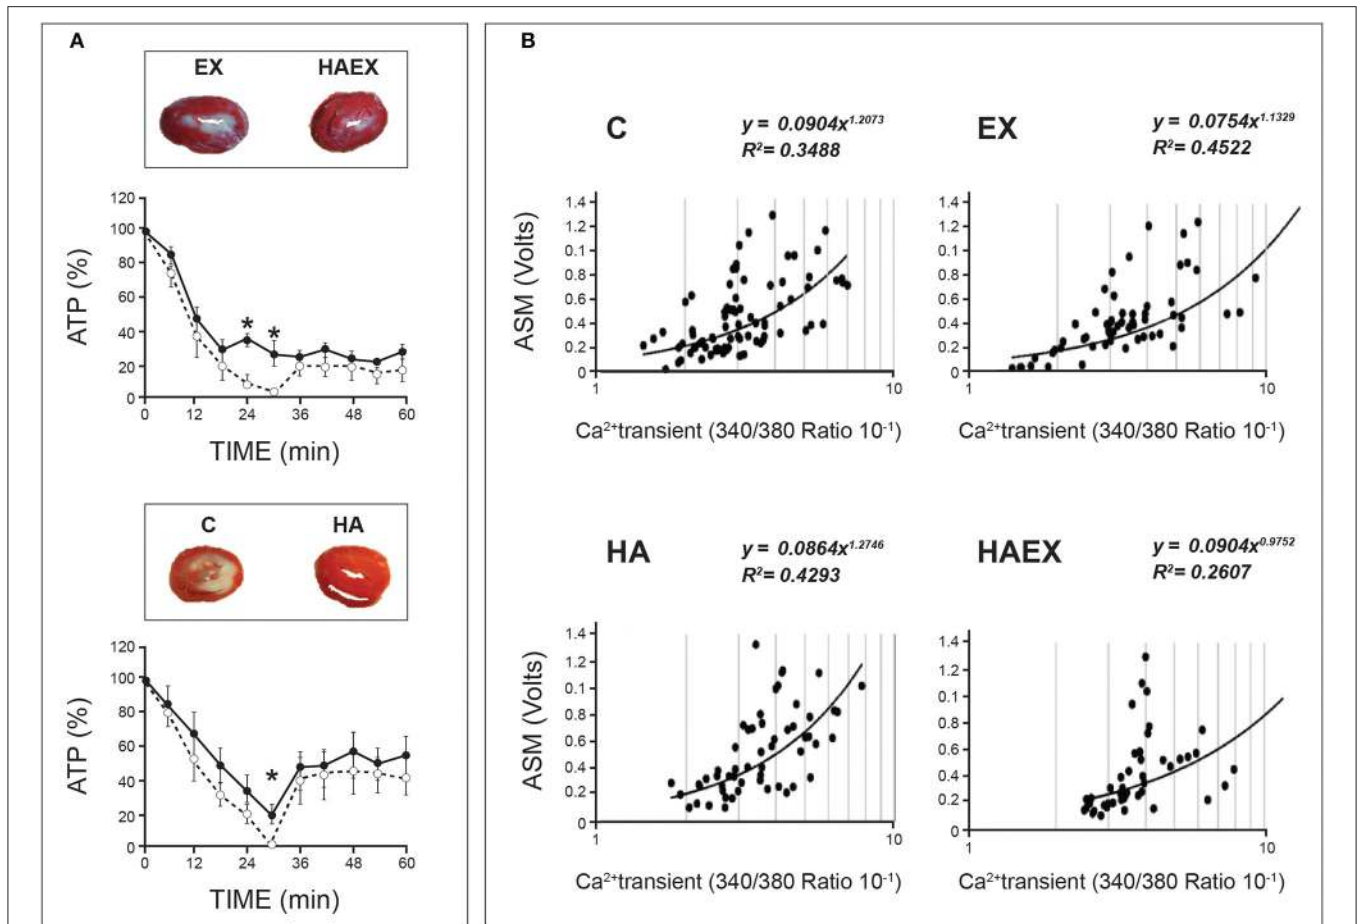 A
EX HAEX
120
100
80
60
40
20
0
ATP (%)
0 12 24 36 48 60
* *
TIME (min)
C HA
120
100
80
60
40
20
0
ATP (%)
0 12 24 36 48 60
*
TIME (min)
B
C
y = 0.0904x^1.2073
R²= 0.3488
1.4
1.2
0.1
0.8
0.6
0.4
0.2
0
ASM (Volts)
1 10
Ca²⁺transient (340/380 Ratio 10⁻¹)
EX
y = 0.0754x^1.1329
R²= 0.4522
1.4
1.2
0.1
0.8
0.6
0.4
0.2
0
1 10
Ca²⁺transient (340/380 Ratio 10⁻¹)
HA
y = 0.0864x^1.2746
R²= 0.4293
1.4
1.2
0.1
0.8
0.6
0.4
0.2
0
ASM (Volts)
1 10
Ca²⁺transient (340/380 Ratio 10⁻¹)
HAEX
y = 0.0904x^0.9752
R²= 0.2607
1.4
1.2
0.1
0.8
0.6
0.4
0.2
0
1 10
Ca²⁺transient (340/380 Ratio 10⁻¹)